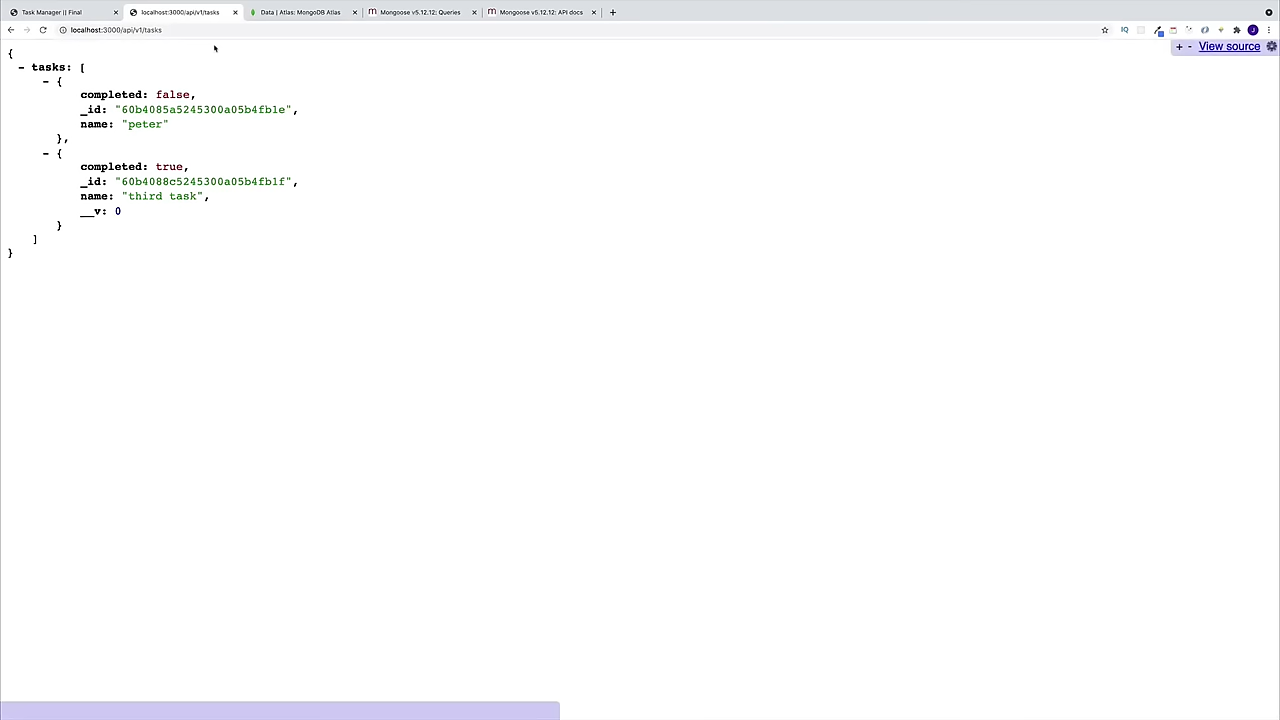 Task Manager || Final
localhost:3000/api/v1/tasks
Data | Atlas: MongoDB Atlas
Mongoose v5.12.12: Queries
Mongoose v5.12.12: API docs
localhost:3000/api/v1/tasks
+ - View source
{
- tasks: [
- {
completed: false,
_id: "60b4085a5245300a05b4fb1e",
name: "peter"
},
- {
completed: true,
_id: "60b4088c5245300a05b4fb1f",
name: "third task",
__v: 0
}
]
}